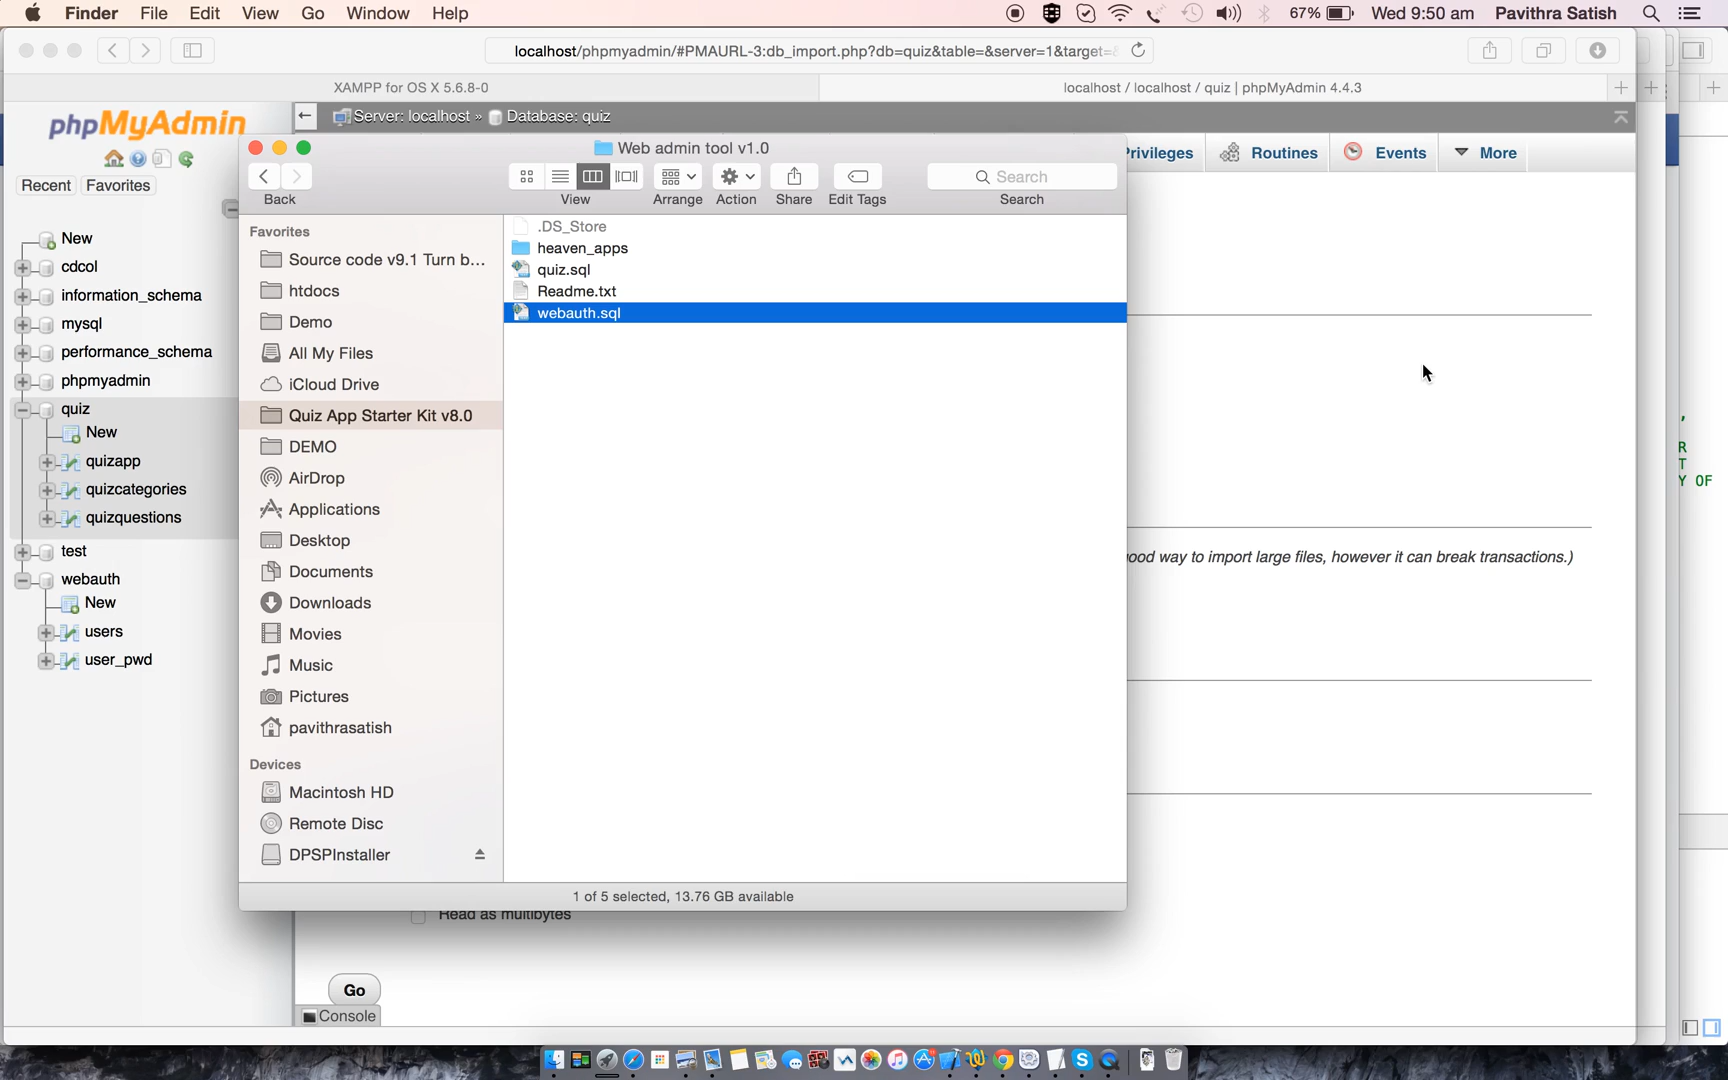 Finder File Edit View Go Window Help 67% Wed 9:50 am Pavithra Satish
localhost/phpmyadmin/#PMAURL-3:db_import.php?db=quiz&table=&server=1&target=
XAMPP for OS X 5.6.8-0
localhost / localhost / quiz | phpMyAdmin 4.4.3
phpMyAdmin
Server: localhost » Database: quiz
Recent Favorites
New
cdcol
information_schema
mysql
performance_schema
phpmyadmin
quiz
New
quizapp
quizcategories
quizquestions
test
webauth
New
users
user_pwd
Web admin tool v1.0
Search
Back View Arrange Action Share Edit Tags Search
Favorites
Source code v9.1 Turn b...
htdocs
Demo
All My Files
iCloud Drive
Quiz App Starter Kit v8.0
DEMO
AirDrop
Applications
Desktop
Documents
Downloads
Movies
Music
Pictures
pavithrasatish
Devices
Macintosh HD
Remote Disc
DPSPInstaller
.DS_Store
heaven_apps
quiz.sql
Readme.txt
webauth.sql
1 of 5 selected, 13.76 GB available
Privileges Routines Events More
ood way to import large files, however it can break transactions.)
R
T
Y OF
Read as multibytes
Go
Console